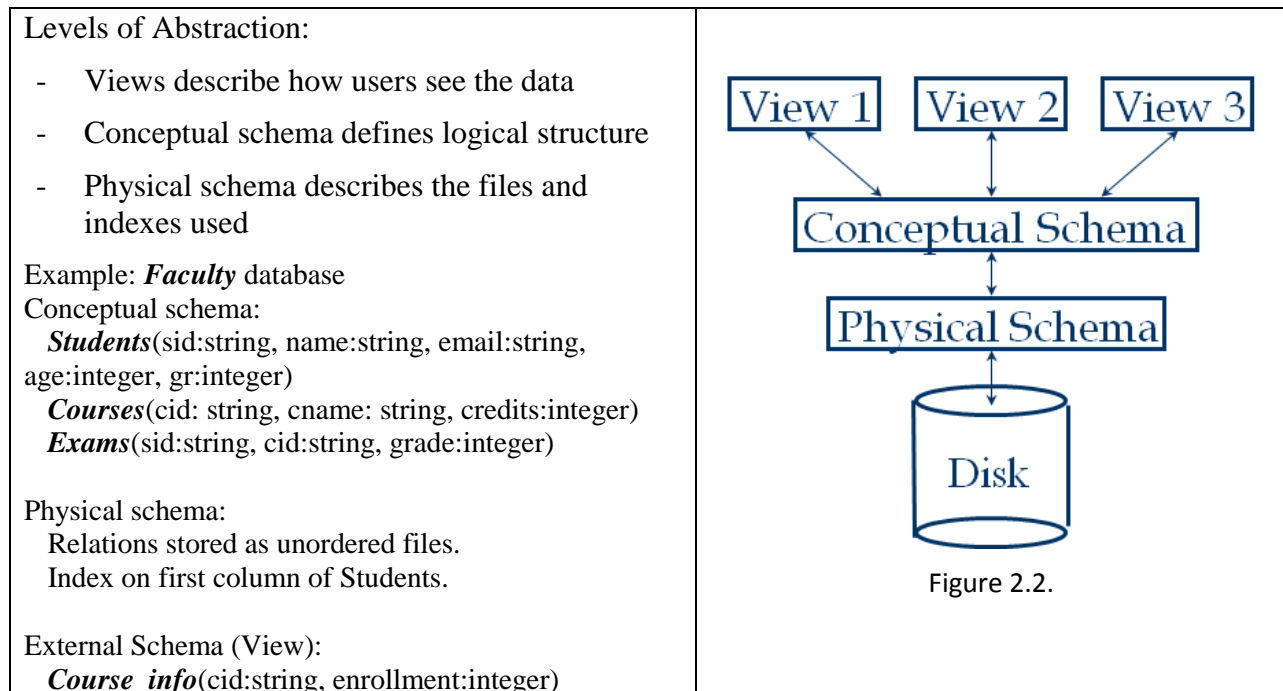 Levels of Abstraction:
- Views describe how users see the data
- Conceptual schema defines logical structure
- Physical schema describes the files and
indexes used
Example: Faculty database
Conceptual schema:
Students(sid:string, name:string, email:string,
age:integer, gr:integer)
Courses(cid: string, cname: string, credits:integer)
Exams(sid:string, cid:string, grade:integer)
Physical schema:
Relations stored as unordered files.
Index on first column of Students.
External Schema (View):
Course_info(cid:string, enrollment:integer)
View 1 View 2 View 3
Conceptual Schema
Physical Schema
Disk
Figure 2.2.